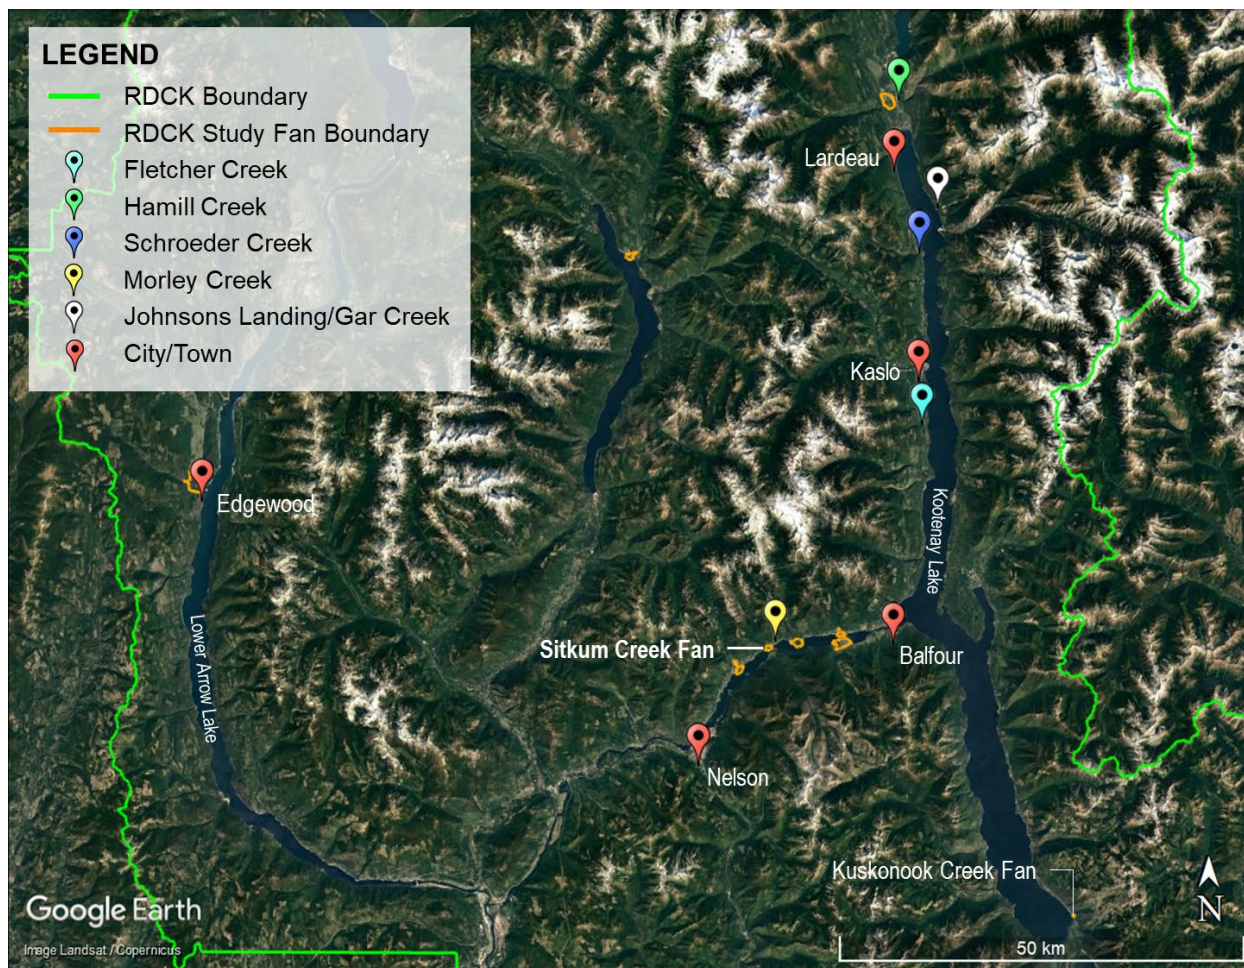 LEGEND
RDCK Boundary
RDCK Study Fan Boundary
Fletcher Creek
Hamill Creek
Schroeder Creek
Morley Creek
Johnsons Landing/Gar Creek
City/Town
Lardeau
Kaslo
Edgewood
Kootenay Lake
Lower Arrow Lake
Sitkum Creek Fan
Balfour
Nelson
Kuskonook Creek Fan
Google Earth
N
Image Landsat / Copernicus
50 km